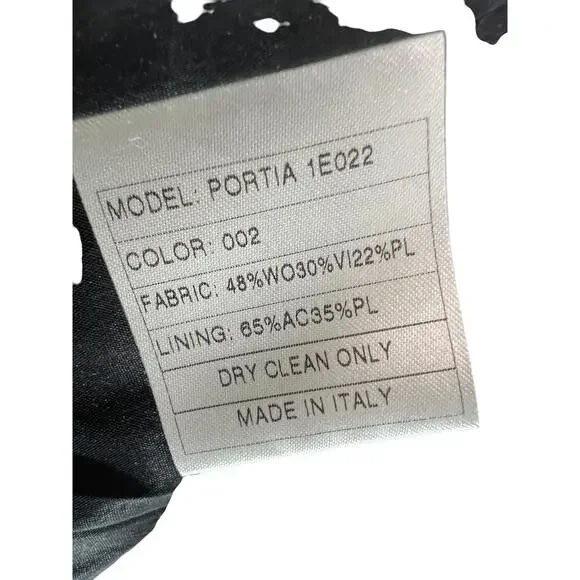 MODEL: PORTIA 1E022
COLOR: 002
FABRIC: 48%WO30%VI22%PL
LINING: 65%AC35%PL
DRY CLEAN ONLY
MADE IN ITALY